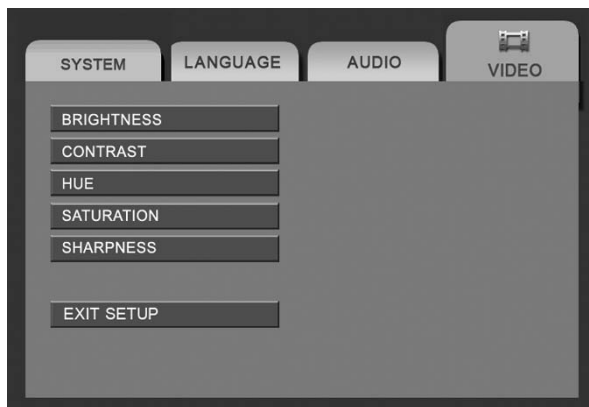 SYSTEM LANGUAGE AUDIO VIDEO
BRIGHTNESS
CONTRAST
HUE
SATURATION
SHARPNESS
EXIT SETUP